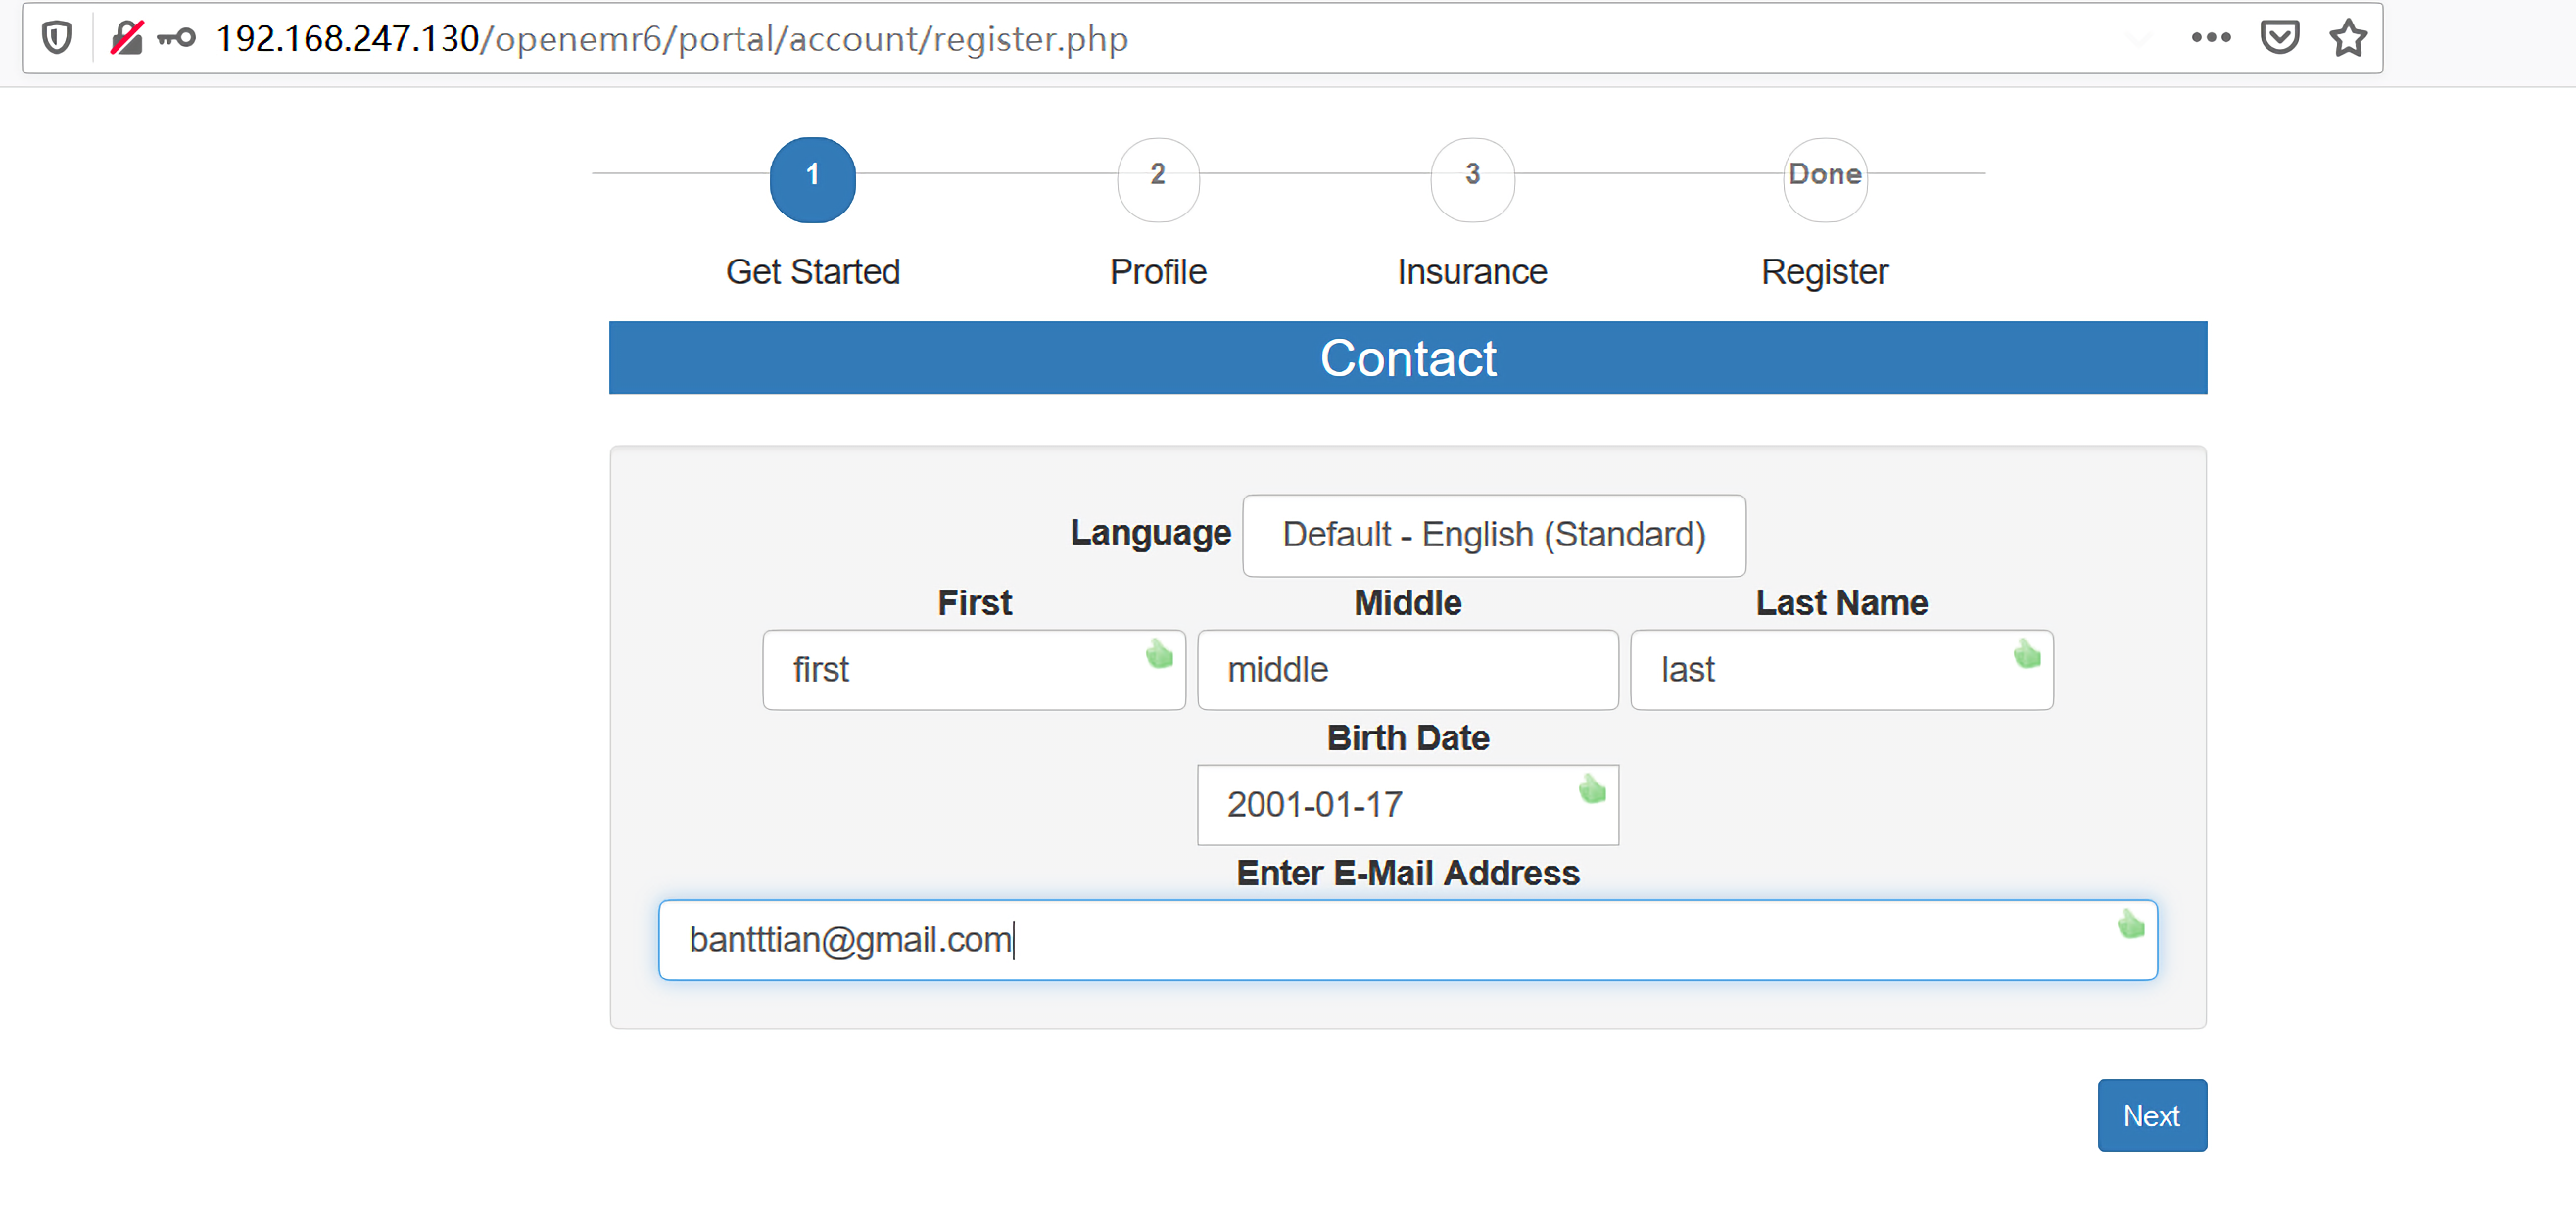 192.168.247.130/openemr6/portal/account/register.php
1 2 3 Done
Get Started Profile Insurance Register
Contact
Language Default - English (Standard)
First Middle Last Name
first middle last
Birth Date
2001-01-17
Enter E-Mail Address
bantttian@gmail.com
Next